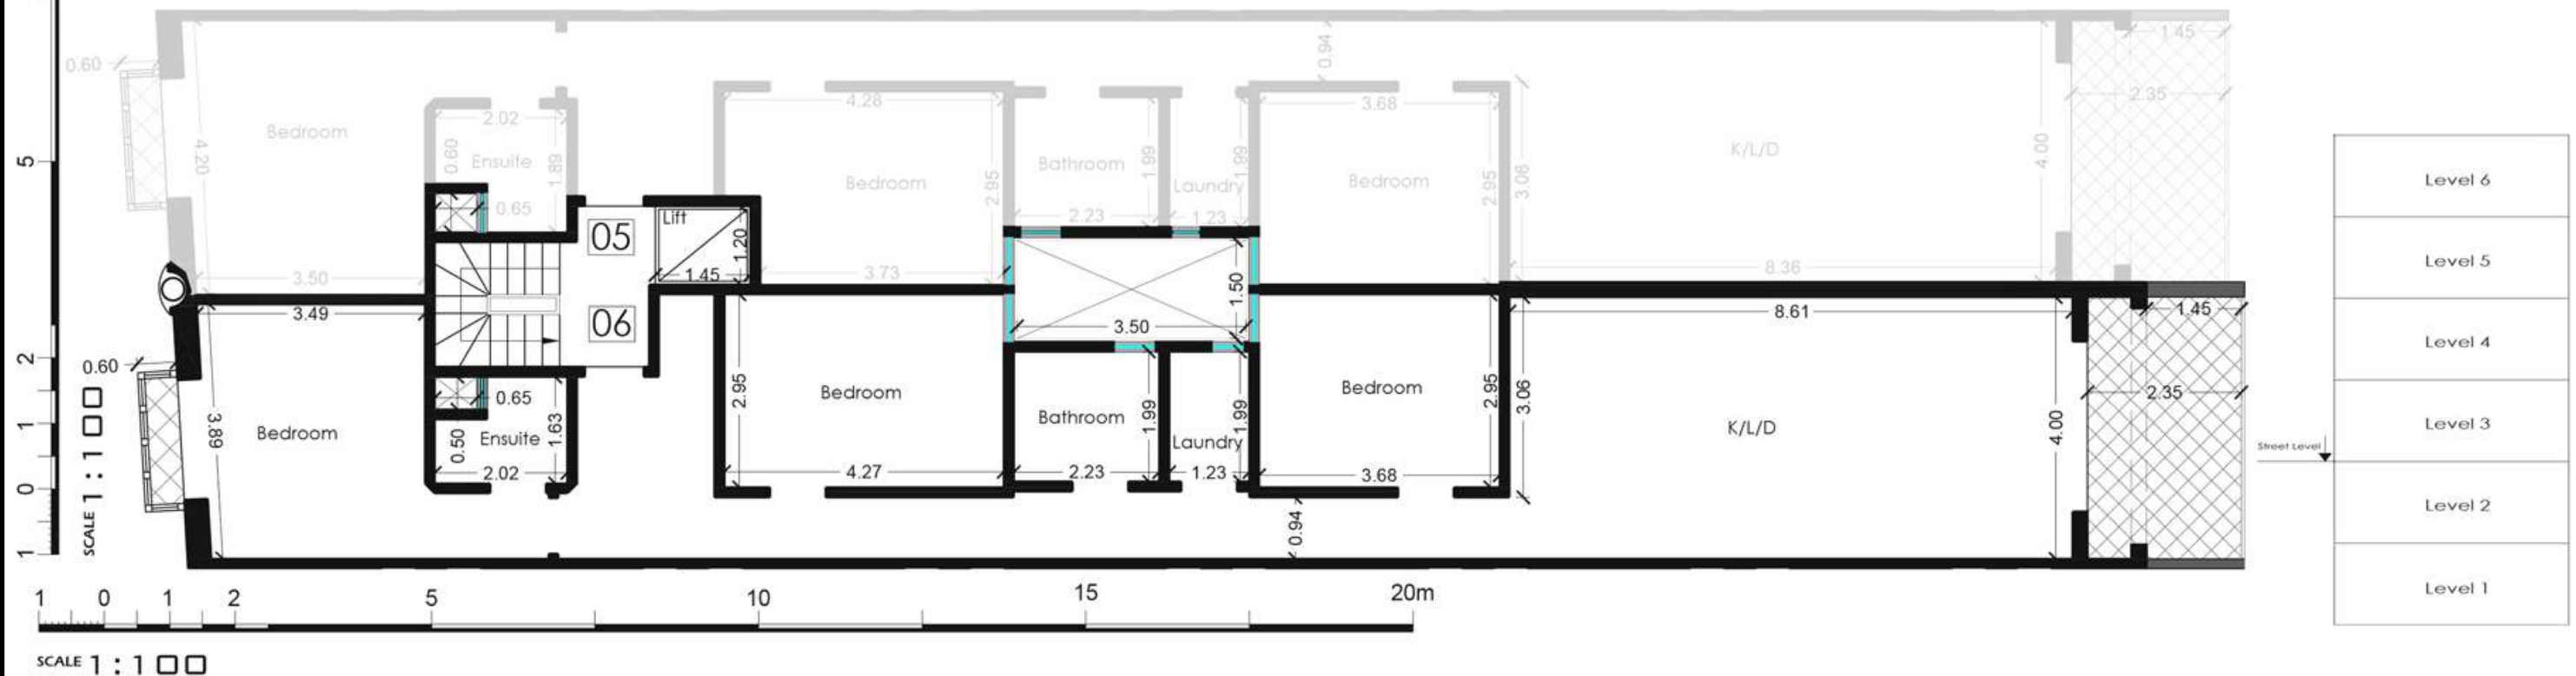 0.60
4.20
Bedroom
3.50
2.02
0.60
Ensuite
1.89
0.65
4.28
Bedroom
2.95
3.73
Bathroom
1.99
2.23
Laundry
1.99
1.23
3.68
Bedroom
2.95
3.06
0.94
K/L/D
8.36
4.00
1.45
2.35
05
06
Lift
1.20
1.45
1.50
3.50
0.60
3.49
3.89
Bedroom
0.65
0.50
Ensuite
1.63
2.02
2.95
Bedroom
4.27
Bathroom
1.99
2.23
Laundry
1.99
1.23
Bedroom
2.95
3.68
3.06
0.94
8.61
K/L/D
4.00
1.45
2.35
Level 6
Level 5
Level 4
Level 3
Street Level
Level 2
Level 1
5
2
1
0
1
SCALE 1:100
1 0 1 2 5 10 15 20m
SCALE 1:100